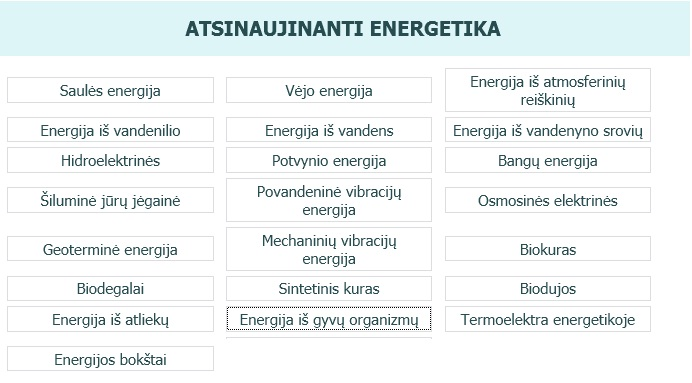 ATSINAUJINANTI ENERGETIKA
Saulės energija
Vėjo energija
Energija iš atmosferinių
reiškinių
Energija iš vandenilio
Energija iš vandens
Energija iš vandenyno srovių
Hidroelektrinės
Potvynio energija
Bangų energija
Šiluminė jūrų jėgainė
Povandeninė vibracijų
energija
Osmosinės elektrinės
Geoterminė energija
Mechaninių vibracijų
energija
Biokuras
Biodegalai
Sintetinis kuras
Biodujos
Energija iš atliekų
Energija iš gyvų organizmų
Termoelektra energetikoje
Energijos bokštai